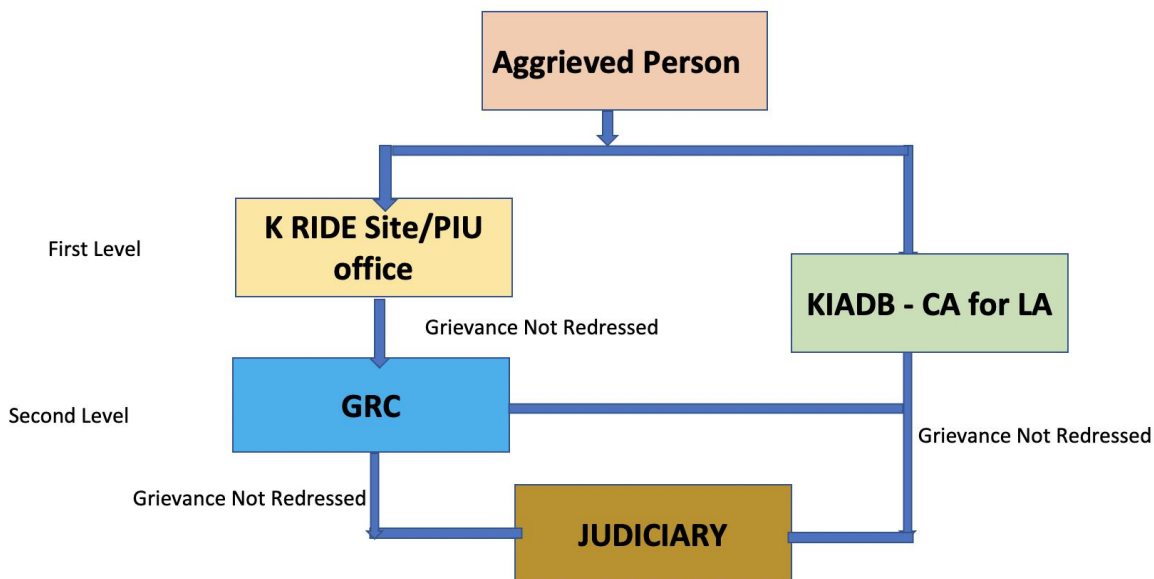 Aggrieved Person
K RIDE Site/PIU
office
First Level
KIADB - CA for LA
Grievance Not Redressed
GRC
Second Level
Grievance Not Redressed
Grievance Not Redressed
JUDICIARY